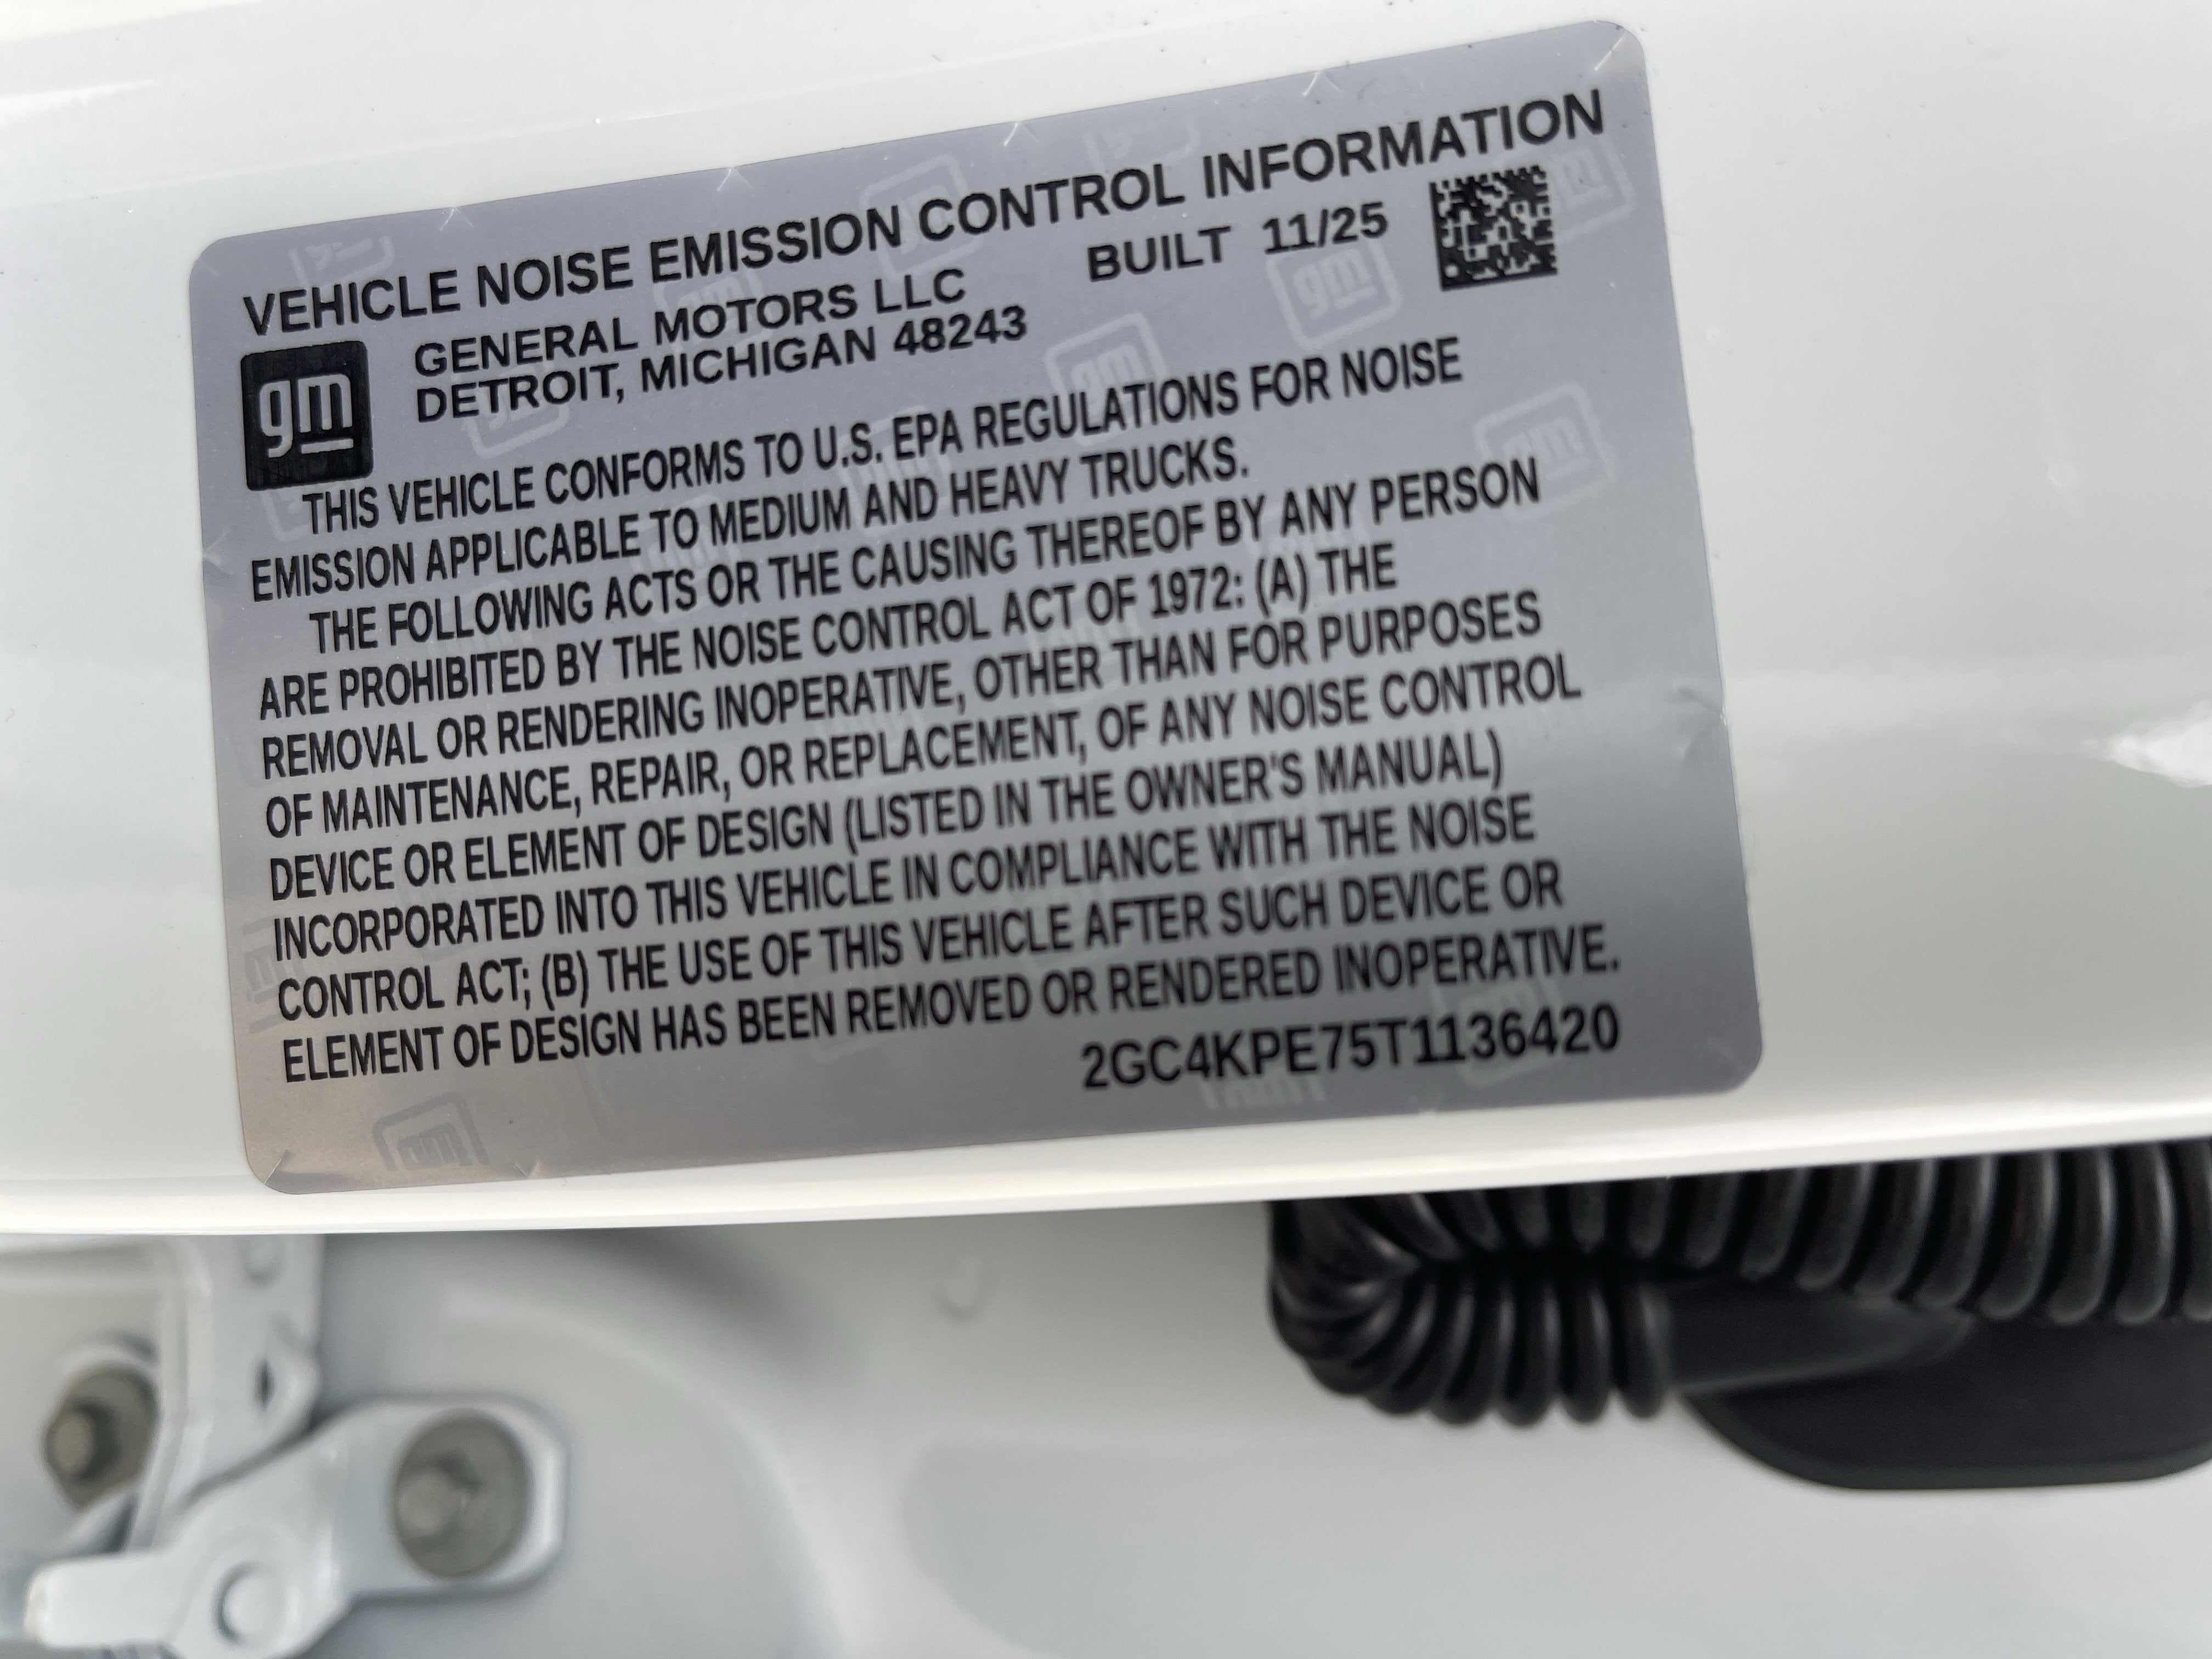 VEHICLE NOISE EMISSION CONTROL INFORMATION
GENERAL MOTORS LLC BUILT 11/25
DETROIT, MICHIGAN 48243
gm
THIS VEHICLE CONFORMS TO U.S. EPA REGULATIONS FOR NOISE
EMISSION APPLICABLE TO MEDIUM AND HEAVY TRUCKS.
THE FOLLOWING ACTS OR THE CAUSING THEREOF BY ANY PERSON
ARE PROHIBITED BY THE NOISE CONTROL ACT OF 1972: (A) THE
REMOVAL OR RENDERING INOPERATIVE, OTHER THAN FOR PURPOSES
OF MAINTENANCE, REPAIR, OR REPLACEMENT, OF ANY NOISE CONTROL
DEVICE OR ELEMENT OF DESIGN (LISTED IN THE OWNER'S MANUAL)
INCORPORATED INTO THIS VEHICLE IN COMPLIANCE WITH THE NOISE
CONTROL ACT; (B) THE USE OF THIS VEHICLE AFTER SUCH DEVICE OR
ELEMENT OF DESIGN HAS BEEN REMOVED OR RENDERED INOPERATIVE.
2GC4KPE75T1136420